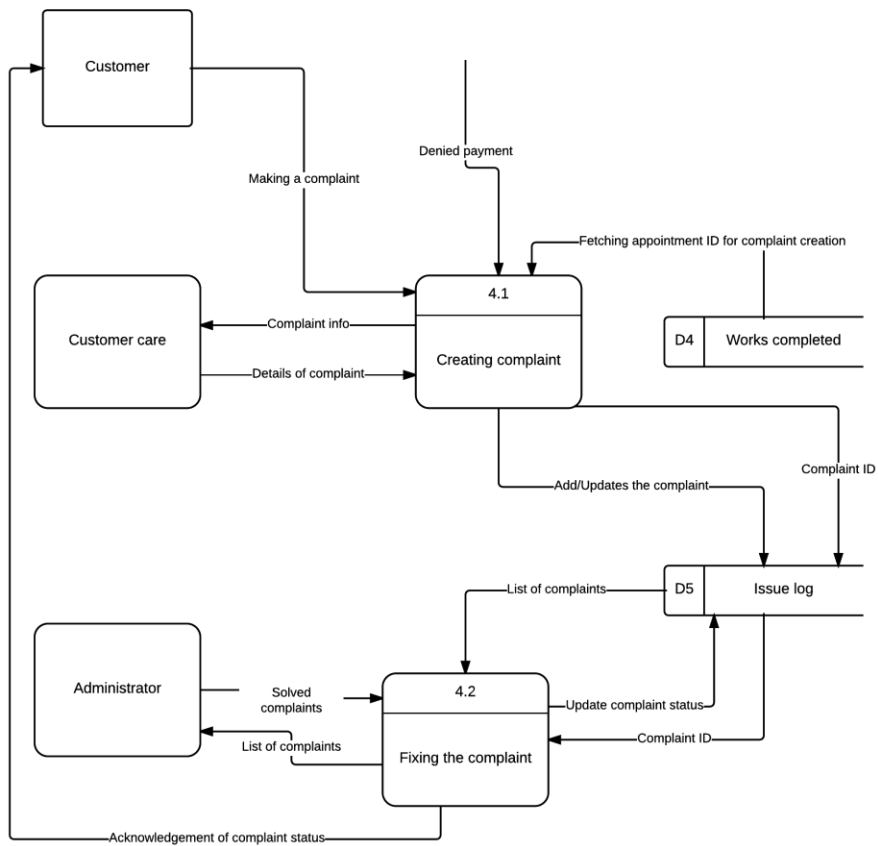 Customer
Denied payment
Making a complaint
Fetching appointment ID for complaint creation
4.1
Customer care
Complaint info
Creating complaint
D4
Works completed
Details of complaint
Complaint ID
Add/Updates the complaint
List of complaints
D5
Issue log
Administrator
Solved
complaints
4.2
Update complaint status
List of complaints
Complaint ID
Fixing the complaint
Acknowledgement of complaint status